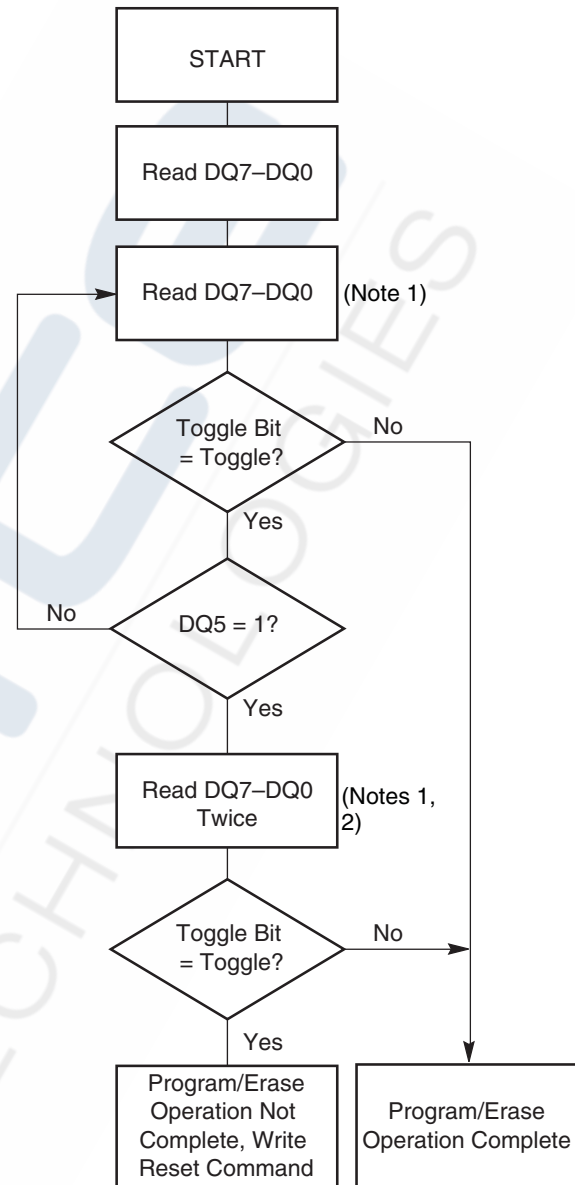 START
Read DQ7–DQ0
Read DQ7–DQ0
(Note 1)
Toggle Bit
= Toggle?
No
Yes
No
DQ5 = 1?
Yes
Read DQ7–DQ0
Twice
(Notes 1,
2)
Toggle Bit
= Toggle?
No
Yes
Program/Erase
Operation Not
Complete, Write
Reset Command
Program/Erase
Operation Complete